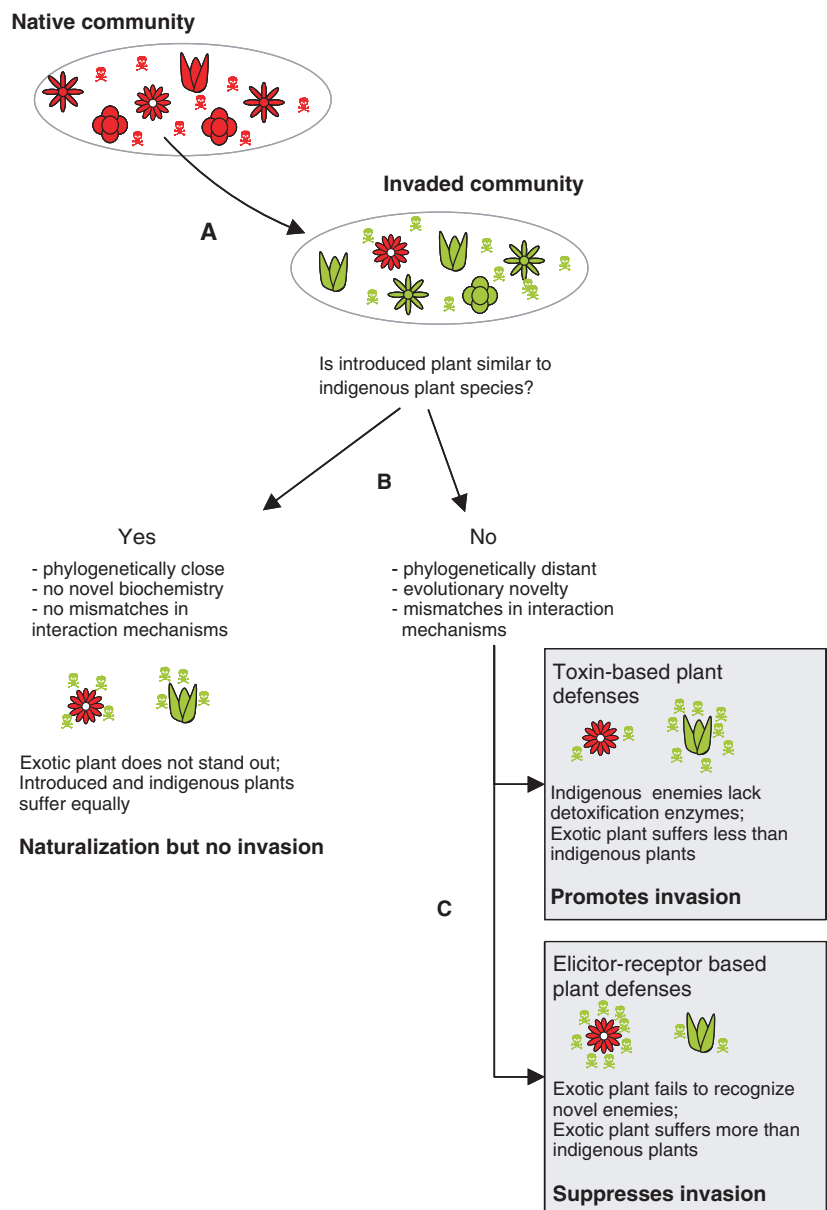 Native community
Invaded community
A
Is introduced plant similar to
indigenous plant species?
B
Yes
- phylogenetically close
- no novel biochemistry
- no mismatches in
interaction mechanisms
Exotic plant does not stand out;
Introduced and indigenous plants
suffer equally
Naturalization but no invasion
No
- phylogenetically distant
- evolutionary novelty
- mismatches in interaction
mechanisms
C
Toxin-based plant
defenses
Indigenous enemies lack
detoxification enzymes;
Exotic plant suffers less than
indigenous plants
Promotes invasion
Elicitor-receptor based
plant defenses
Exotic plant fails to recognize
novel enemies;
Exotic plant suffers more than
indigenous plants
Suppresses invasion